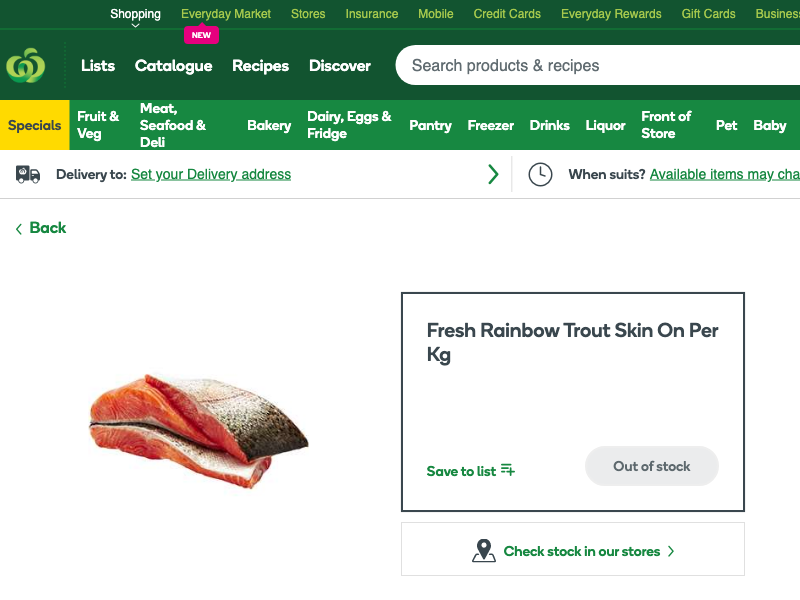 Shopping Everyday Market Stores Insurance Mobile Credit Cards Everyday Rewards Gift Cards
NEW
Lists Catalogue Recipes Discover Search products & recipes
Specials
Fruit &
Veg
Meat,
Seafood &
Deli
Bakery
Dairy, Eggs &
Fridge
Pantry Freezer Drinks Liquor
Front of
Store
Pet Baby
Delivery to: Set your Delivery address When suits? Available items may
Back
Fresh Rainbow Trout Skin On Per
Kg
Save to list Out of stock
Check stock in our stores